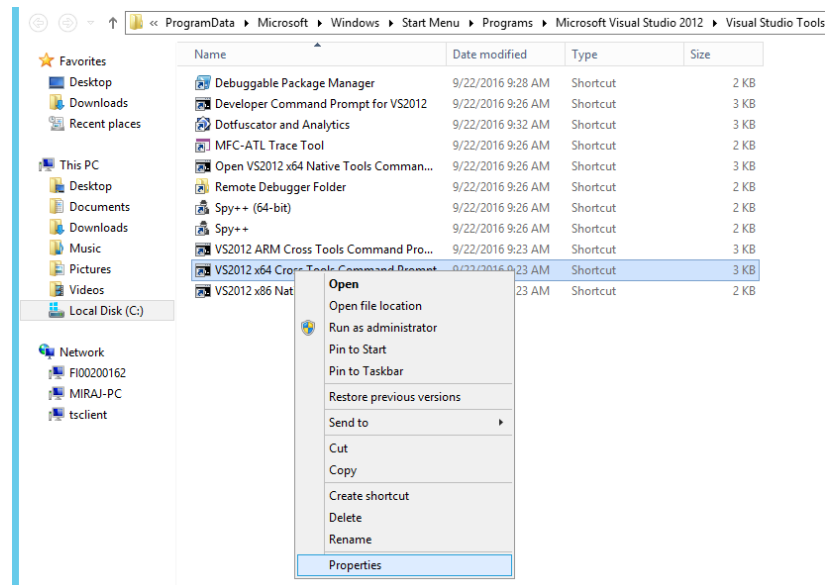 « ProgramData ▸ Microsoft ▸ Windows ▸ Start Menu ▸ Programs ▸ Microsoft Visual Studio 2012 ▸ Visual Studio Tools
Favorites
Desktop
Downloads
Recent places
This PC
Desktop
Documents
Downloads
Music
Pictures
Videos
Local Disk (C:)
Network
FI00200162
MIRAJ-PC
tsclient
Name Date modified Type Size
Debuggable Package Manager 9/22/2016 9:28 AM Shortcut 2 KB
Developer Command Prompt for VS2012 9/22/2016 9:26 AM Shortcut 3 KB
Dotfuscator and Analytics 9/22/2016 9:32 AM Shortcut 3 KB
MFC-ATL Trace Tool 9/22/2016 9:26 AM Shortcut 2 KB
Open VS2012 x64 Native Tools Comman... 9/22/2016 9:26 AM Shortcut 3 KB
Remote Debugger Folder 9/22/2016 9:26 AM Shortcut 2 KB
Spy++ (64-bit) 9/22/2016 9:26 AM Shortcut 2 KB
Spy++ 9/22/2016 9:26 AM Shortcut 2 KB
VS2012 ARM Cross Tools Command Pro... 9/22/2016 9:23 AM Shortcut 3 KB
VS2012 x64 Cross Tools Command Prompt 9/22/2016 9:23 AM Shortcut 3 KB
VS2012 x86 Nat 23 AM Shortcut 2 KB
Open
Open file location
Run as administrator
Pin to Start
Pin to Taskbar
Restore previous versions
Send to
Cut
Copy
Create shortcut
Delete
Rename
Properties